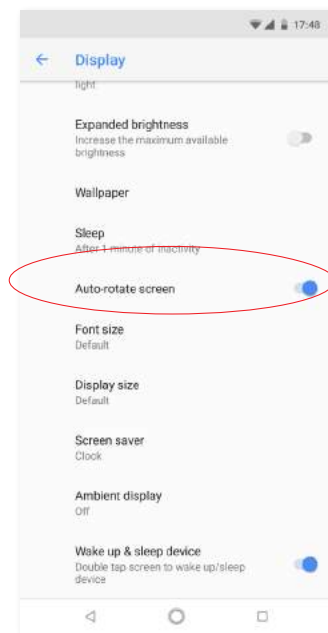 17:48
Display
light
Expanded brightness
Increase the maximum available
brightness
Wallpaper
Sleep
After 1 minute of inactivity
Auto-rotate screen
Font size
Default
Display size
Default
Screen saver
Clock
Ambient display
Off
Wake up & sleep device
Double tap screen to wake up/sleep
device